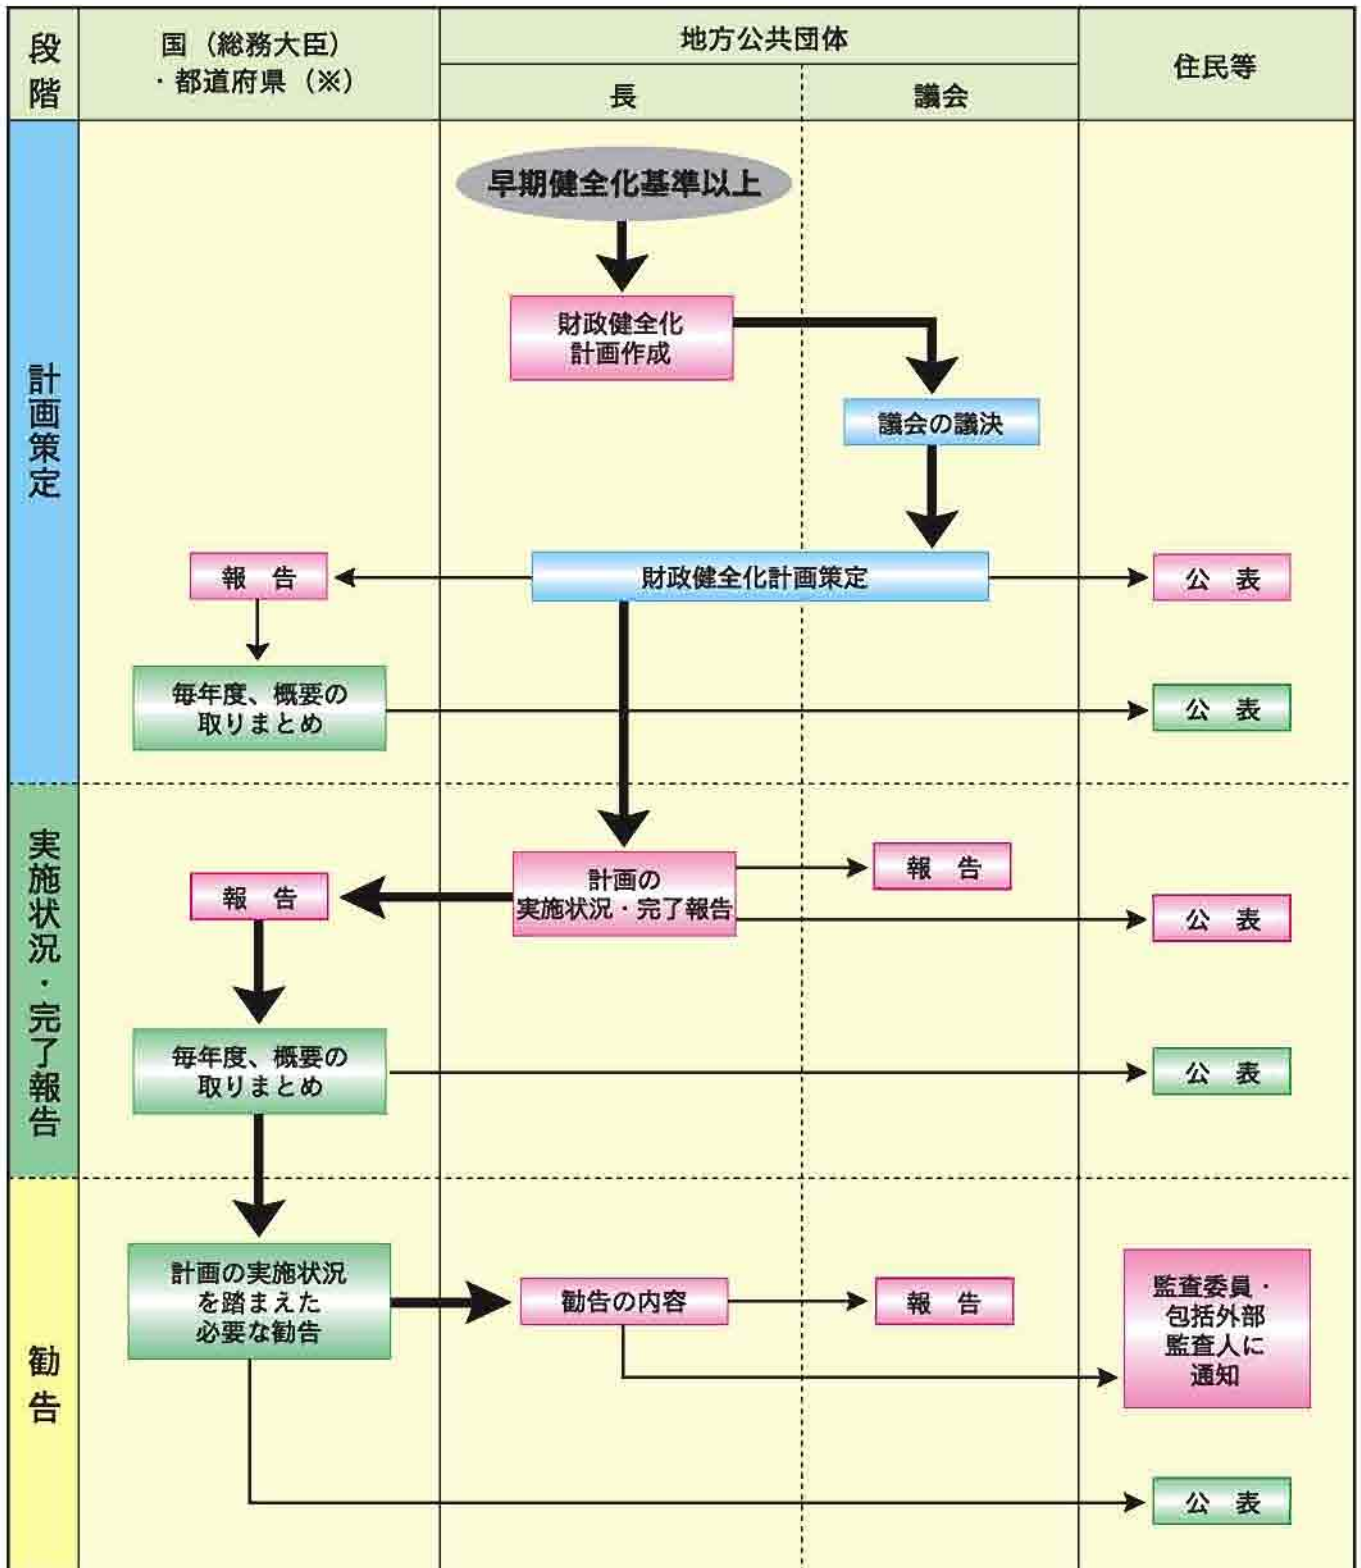 段階
国（総務大臣）
・都道府県（※）
地方公共団体
長
議会
住民等
計画策定
早期健全化基準以上
財政健全化
計画作成
議会の議決
報　告
財政健全化計画策定
公　表
毎年度、概要の
取りまとめ
公　表
実施状況・完了報告
報　告
計画の
実施状況・完了報告
報　告
公　表
毎年度、概要の
取りまとめ
公　表
勧告
計画の実施状況
を踏まえた
必要な勧告
勧告の内容
報　告
監査委員・
包括外部
監査人に
通知
公　表